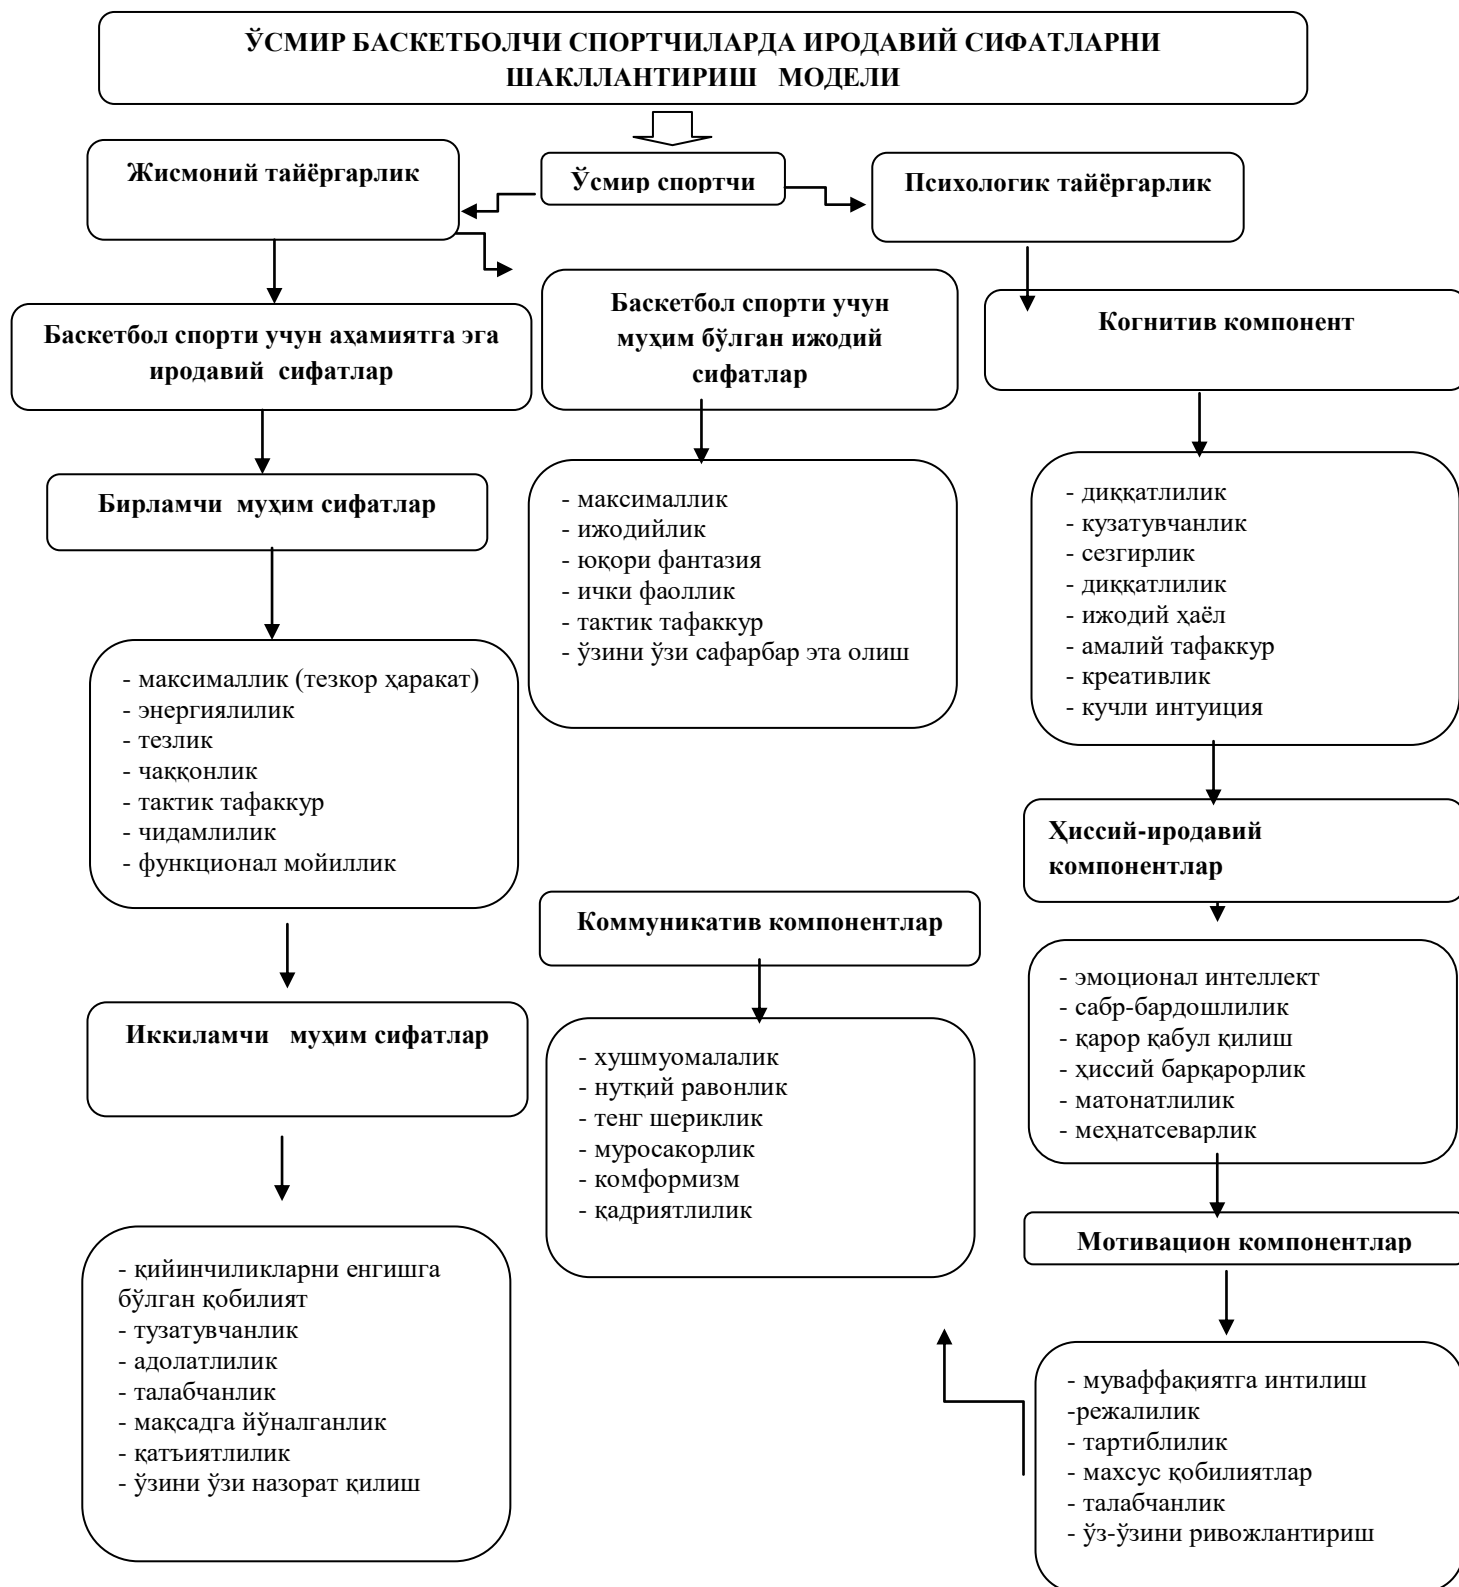 ЎСМИР БАСКЕТБОЛЧИ СПОРТЧИЛАРДА ИРОДАВИЙ СИФАТЛАРНИ
ШАКЛЛАНТИРИШ МОДЕЛИ
Жисмоний тайёргарлик
Ўсмир спортчи
Психологик тайёргарлик
Баскетбол спорти учун аҳамиятга эга
иродавий сифатлар
Баскетбол спорти учун
муҳим бўлган ижодий
сифатлар
Когнитив компонент
Бирламчи муҳим сифатлар
- максималлик
- ижодийлик
- юқори фантазия
- ички фаоллик
- тактик тафаккур
- ўзини ўзи сафарбар эта олиш
- диққатлилик
- кузатувчанлик
- сезгирлик
- диққатлилик
- ижодий ҳаёл
- амалий тафаккур
- креативлик
- кучли интуиция
- максималлик (тезкор ҳаракат)
- энергиялилик
- тезлик
- чаққонлик
- тактик тафаккур
- чидамлилик
- функционал мойиллик
Ҳиссий-иродавий
компонентлар
Коммуникатив компонентлар
- эмоционал интеллект
- сабр-бардошлилик
- қарор қабул қилиш
- ҳиссий барқарорлик
- матонатлилик
- меҳнатсеварлик
Иккиламчи муҳим сифатлар
- хушмуомалалик
- нутқий равонлик
- тенг шериклик
- муросакорлик
- комформизм
- қадриятлилик
Мотивацион компонентлар
- қийинчиликларни енгишга
бўлган қобилият
- тузатувчанлик
- адолатлилик
- талабчанлик
- мақсадга йўналганлик
- қатъиятлилик
- ўзини ўзи назорат қилиш
- муваффақиятга интилиш
-режалилик
- тартиблилик
- махсус қобилиятлар
- талабчанлик
- ўз-ўзини ривожлантириш